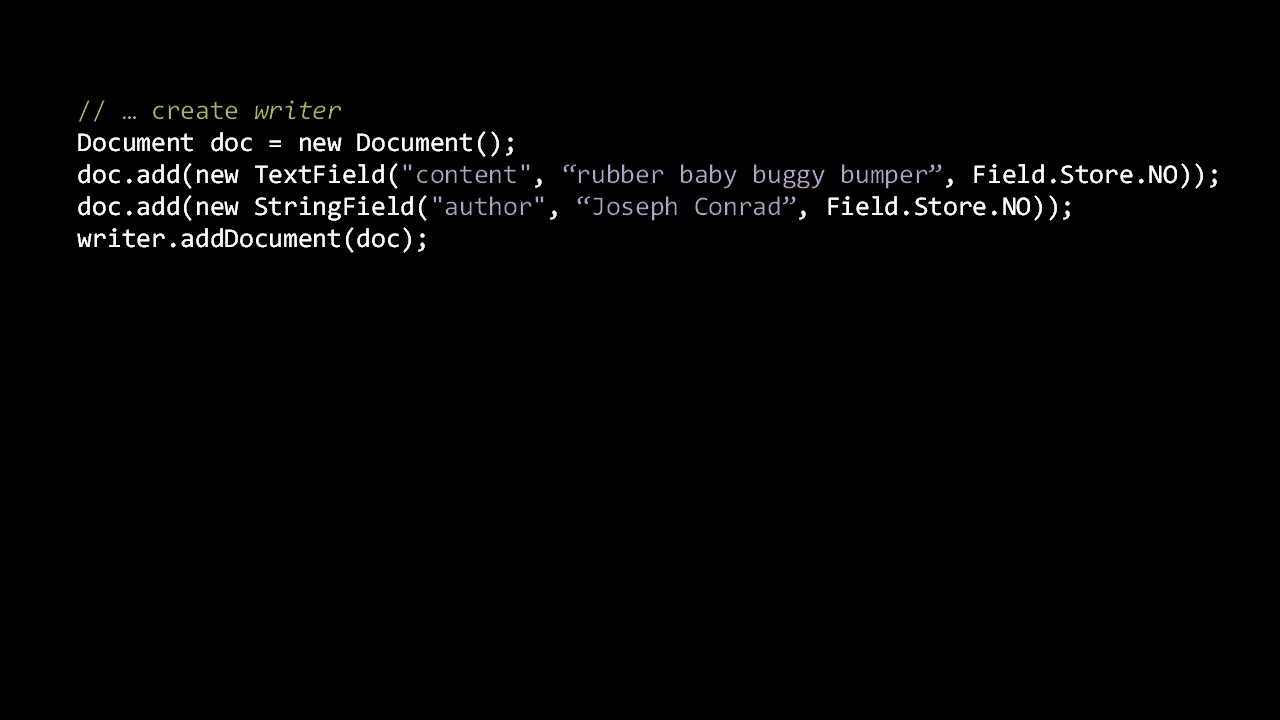 // … create writer
Document doc = new Document();
doc.add(new TextField("content", “rubber baby buggy bumper”, Field.Store.NO));
doc.add(new StringField("author", “Joseph Conrad”, Field.Store.NO));
writer.addDocument(doc);